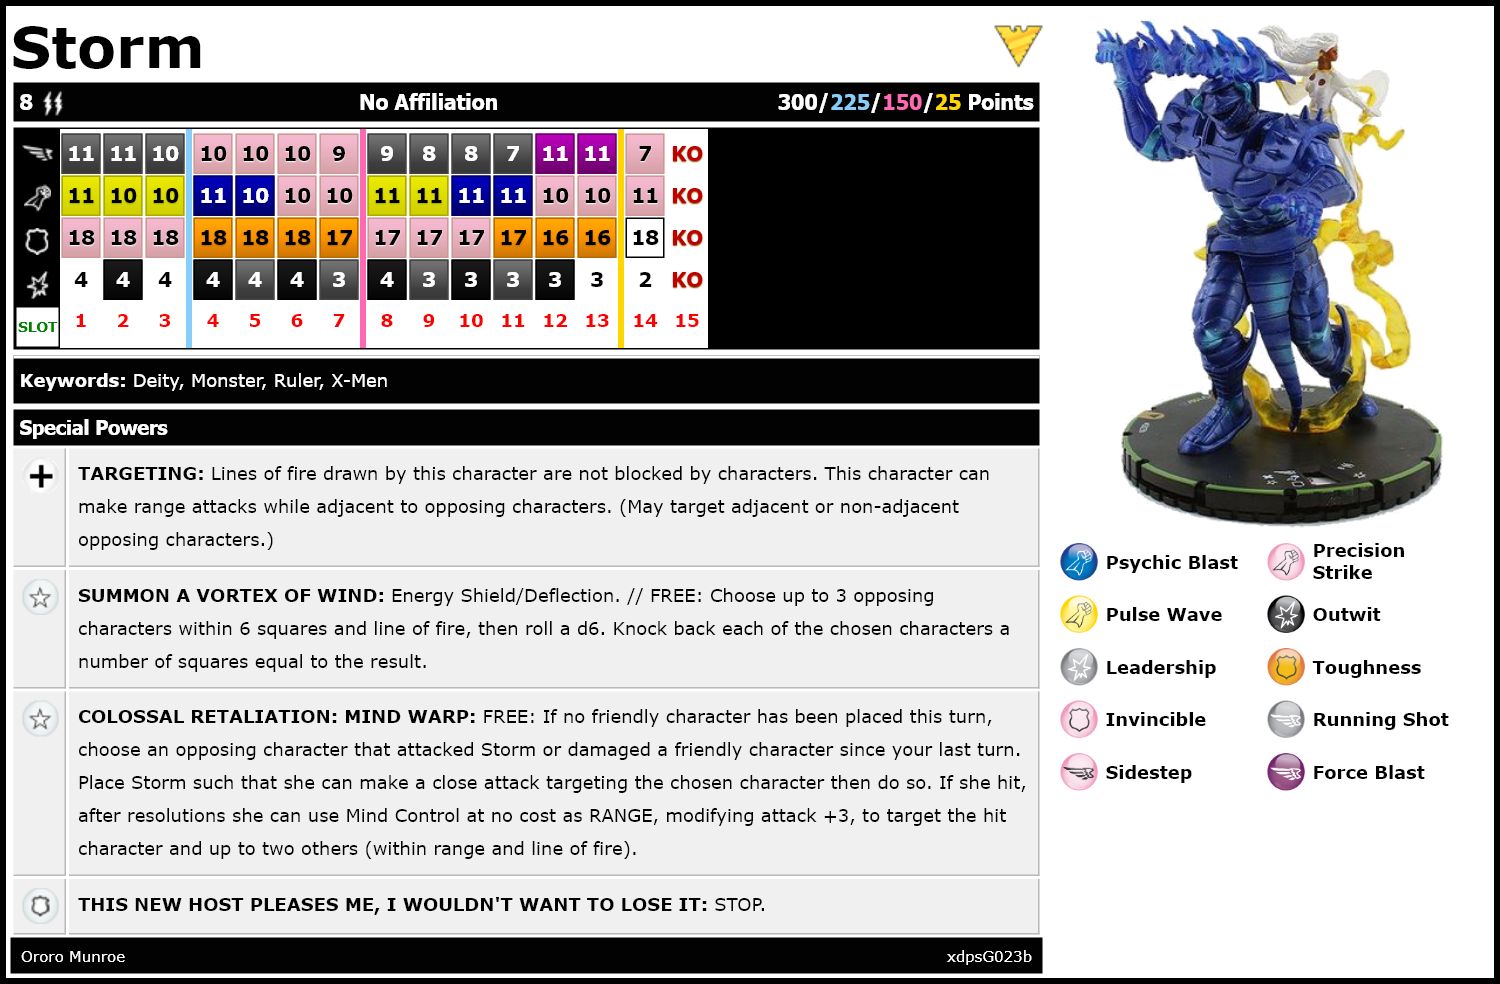 Storm
8 No Affiliation 300/225/150/25 Points
11 11 10 10 10 10 9 9 8 8 7 11 11 7 KO
11 10 10 11 10 10 10 11 11 11 11 10 10 11 KO
18 18 18 18 18 18 17 17 17 17 17 16 16 18 KO
4 4 4 4 4 4 3 4 3 3 3 3 3 2 KO
SLOT 1 2 3 4 5 6 7 8 9 10 11 12 13 14 15
Keywords: Deity, Monster, Ruler, X-Men
Special Powers
TARGETING: Lines of fire drawn by this character are not blocked by characters. This character can
make range attacks while adjacent to opposing characters. (May target adjacent or non-adjacent
opposing characters.)
SUMMON A VORTEX OF WIND: Energy Shield/Deflection. // FREE: Choose up to 3 opposing
characters within 6 squares and line of fire, then roll a d6. Knock back each of the chosen characters a
number of squares equal to the result.
COLOSSAL RETALIATION: MIND WARP: FREE: If no friendly character has been placed this turn,
choose an opposing character that attacked Storm or damaged a friendly character since your last turn.
Place Storm such that she can make a close attack targeting the chosen character then do so. If she hit,
after resolutions she can use Mind Control at no cost as RANGE, modifying attack +3, to target the hit
character and up to two others (within range and line of fire).
THIS NEW HOST PLEASES ME, I WOULDN'T WANT TO LOSE IT: STOP.
Ororo Munroe xdpsG023b
Psychic Blast
Precision
Strike
Pulse Wave
Outwit
Leadership
Toughness
Invincible
Running Shot
Sidestep
Force Blast